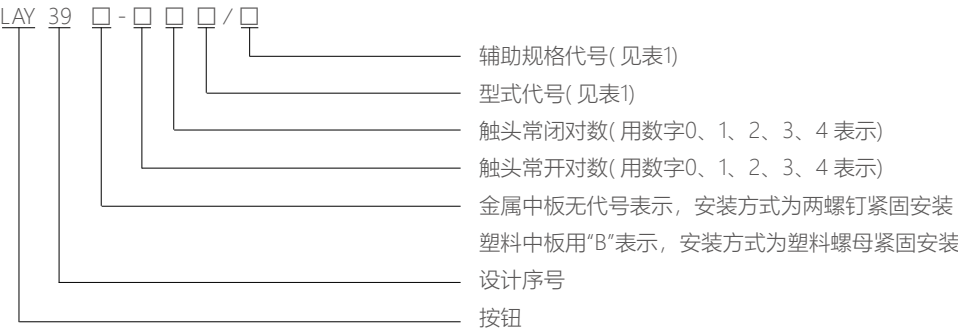 LAY 39 □ - □ □ □ / □
辅助规格代号( 见表1)
型式代号( 见表1)
触头常闭对数( 用数字0、1、2、3、4 表示)
触头常开对数( 用数字0、1、2、3、4 表示)
金属中板无代号表示，安装方式为两螺钉紧固安装
塑料中板用“B”表示，安装方式为塑料螺母紧固安装
设计序号
按钮